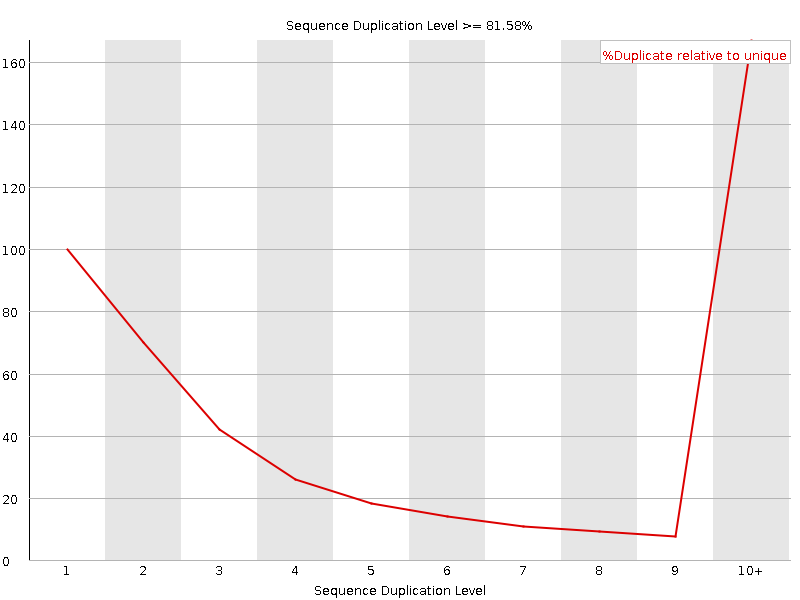 Sequence Duplication Level >= 81.58%
%Duplicate relative to unique
160
140
120
100
80
60
40
20
0
1 2 3 4 5 6 7 8 9 10+
Sequence Duplication Level